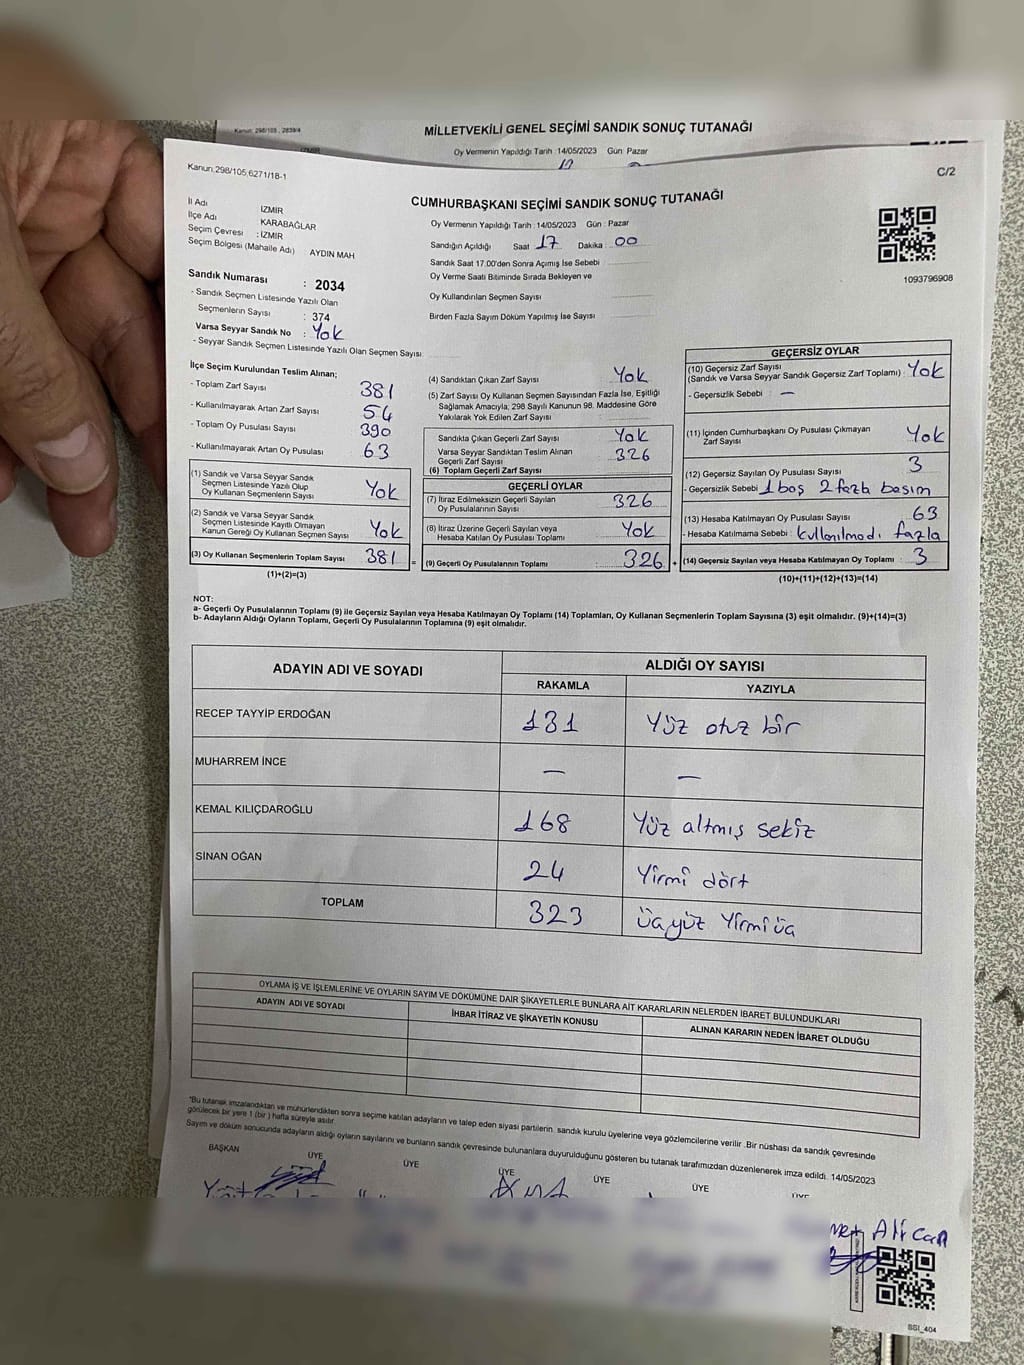 Kanun: 298/105, 2839/4
MİLLETVEKİLİ GENEL SEÇİMİ SANDIK SONUÇ TUTANAĞI
İZMİR
Oy Vermenin Yapıldığı Tarih :14/05/2023 Gün: Pazar
Kanun:298/105,6271/18-1
C/2
CUMHURBAŞKANI SEÇİMİ SANDIK SONUÇ TUTANAĞI
İl Adı İZMİR
İlçe Adı KARABAĞLAR
Seçim Çevresi : İZMİR
Seçim Bölgesi (Mahalle Adı) : AYDIN MAH
Oy Vermenin Yapıldığı Tarih :14/05/2023 Gün : Pazar
Sandığın Açıldığı Saat 17 Dakika : 00
Sandık Saat 17:00'den Sonra Açımış İse Sebebi
Oy Verme Saati Bitiminde Sırada Bekleyen ve
Oy Kullandırılan Seçmen Sayısı
Birden Fazla Sayım Döküm Yapılmış İse Sayısı
1093796908
Sandık Numarası : 2034
- Sandık Seçmen Listesinde Yazılı Olan
Seçmenlerin Sayısı : 374
Varsa Seyyar Sandık No : Yok
- Seyyar Sandık Seçmen Listesinde Yazılı Olan Seçmen Sayısı:
İlçe Seçim Kurulundan Teslim Alınan;
- Toplam Zarf Sayısı 381
- Kullanılmayarak Artan Zarf Sayısı 54
- Toplam Oy Pusulası Sayısı 390
- Kullanılmayarak Artan Oy Pusulası 63
(1) Sandık ve Varsa Seyyar Sandık
Seçmen Listesinde Yazılı Olup
Oy Kullanan Seçmenlerin Sayısı Yok
(2) Sandık ve Varsa Seyyar Sandık
Seçmen Listesinde Kayıtlı Olmayan
Kanun Gereği Oy Kullanan Seçmen Sayısı Yok
(3) Oy Kullanan Seçmenlerin Toplam Sayısı 381 =
(1)+(2)=(3)
(4) Sandıktan Çıkan Zarf Sayısı Yok
(5) Zarf Sayısı Oy Kullanan Seçmen Sayısından Fazla İse, Eşitliği
Sağlamak Amacıyla; 298 Sayılı Kanunun 98. Maddesine Göre
Yakılarak Yok Edilen Zarf Sayısı
Sandıkta Çıkan Geçerli Zarf Sayısı Yok
Varsa Seyyar Sandıktan Teslim Alınan
Geçerli Zarf Sayısı 326
(6) Toplam Geçerli Zarf Sayısı
GEÇERLİ OYLAR
(7) İtiraz Edilmeksizin Geçerli Sayılan
Oy Pusulalarının Sayısı 326
(8) İtiraz Üzerine Geçerli Sayılan veya
Hesaba Katılan Oy Pusulası Toplamı Yok
(9) Geçerli Oy Pusulalarının Toplamı 326 +
GEÇERSİZ OYLAR
(10) Geçersiz Zarf Sayısı
(Sandık ve Varsa Seyyar Sandık Geçersiz Zarf Toplamı) : Yok
- Geçersizlik Sebebi : —
(11) İçinden Cumhurbaşkanı Oy Pusulası Çıkmayan
Zarf Sayısı Yok
(12) Geçersiz Sayılan Oy Pusulası Sayısı 3
- Geçersizlik Sebebi 1 boş 2 fazla basım
(13) Hesaba Katılmayan Oy Pusulası Sayısı 63
- Hesaba Katılmama Sebebi : kullanılmadı fazla
(14) Geçersiz Sayılan veya Hesaba Katılmayan Oy Toplamı : 3
(10)+(11)+(12)+(13)=(14)
NOT:
a- Geçerli Oy Pusulalarının Toplamı (9) ile Geçersiz Sayılan veya Hesaba Katılmayan Oy Toplamı (14) Toplamları, Oy Kullanan Seçmenlerin Toplam Sayısına (3) eşit olmalıdır. (9)+(14)=(3)
b- Adayların Aldığı Oyların Toplamı, Geçerli Oy Pusulalarının Toplamına (9) eşit olmalıdır.
ADAYIN ADI VE SOYADI
ALDIĞI OY SAYISI
RAKAMLA YAZIYLA
RECEP TAYYİP ERDOĞAN 131 Yüz otuz bir
MUHARREM İNCE — —
KEMAL KILIÇDAROĞLU 168 Yüz altmış sekiz
SİNAN OĞAN 24 Yirmi dört
TOPLAM 323 üçyüz Yirmi üç
OYLAMA İŞ VE İŞLEMLERİNE VE OYLARIN SAYIM VE DÖKÜMÜNE DAİR ŞİKAYETLERLE BUNLARA AİT KARARLARIN NELERDEN İBARET BULUNDUKLARI
ADAYIN ADI VE SOYADI İHBAR İTİRAZ VE ŞİKAYETİN KONUSU ALINAN KARARIN NEDEN İBARET OLDUĞU
*Bu tutanak imzalandıktan ve mühürlendikten sonra seçime katılan adayların ve talep eden siyasi partilerin, sandık kurulu üyelerine veya gözlemcilerine verilir .Bir nüshası da sandık çevresinde
görülecek bir yere 1 (bir ) hafta süreyle asılır.
Sayım ve döküm sonucunda adayların aldığı oyların sayılarını ve bunların sandık çevresinde bulunanlara duyurulduğunu gösteren bu tutanak tarafımızdan düzenlenerek imza edildi. 14/05/2023
BAŞKAN ÜYE ÜYE ÜYE ÜYE ÜYE ÜYE
Ali Can
SSI_404